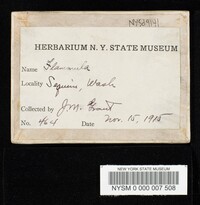 HERBARIUM N. Y. STATE MUSEUM
Name Flammula
Locality Sequim, Wash
Collected by J.M. Grant
No. 464 Date Nov. 15, 1915
NEW YORK STATE MUSEUM
NYSM 0 000 007 508